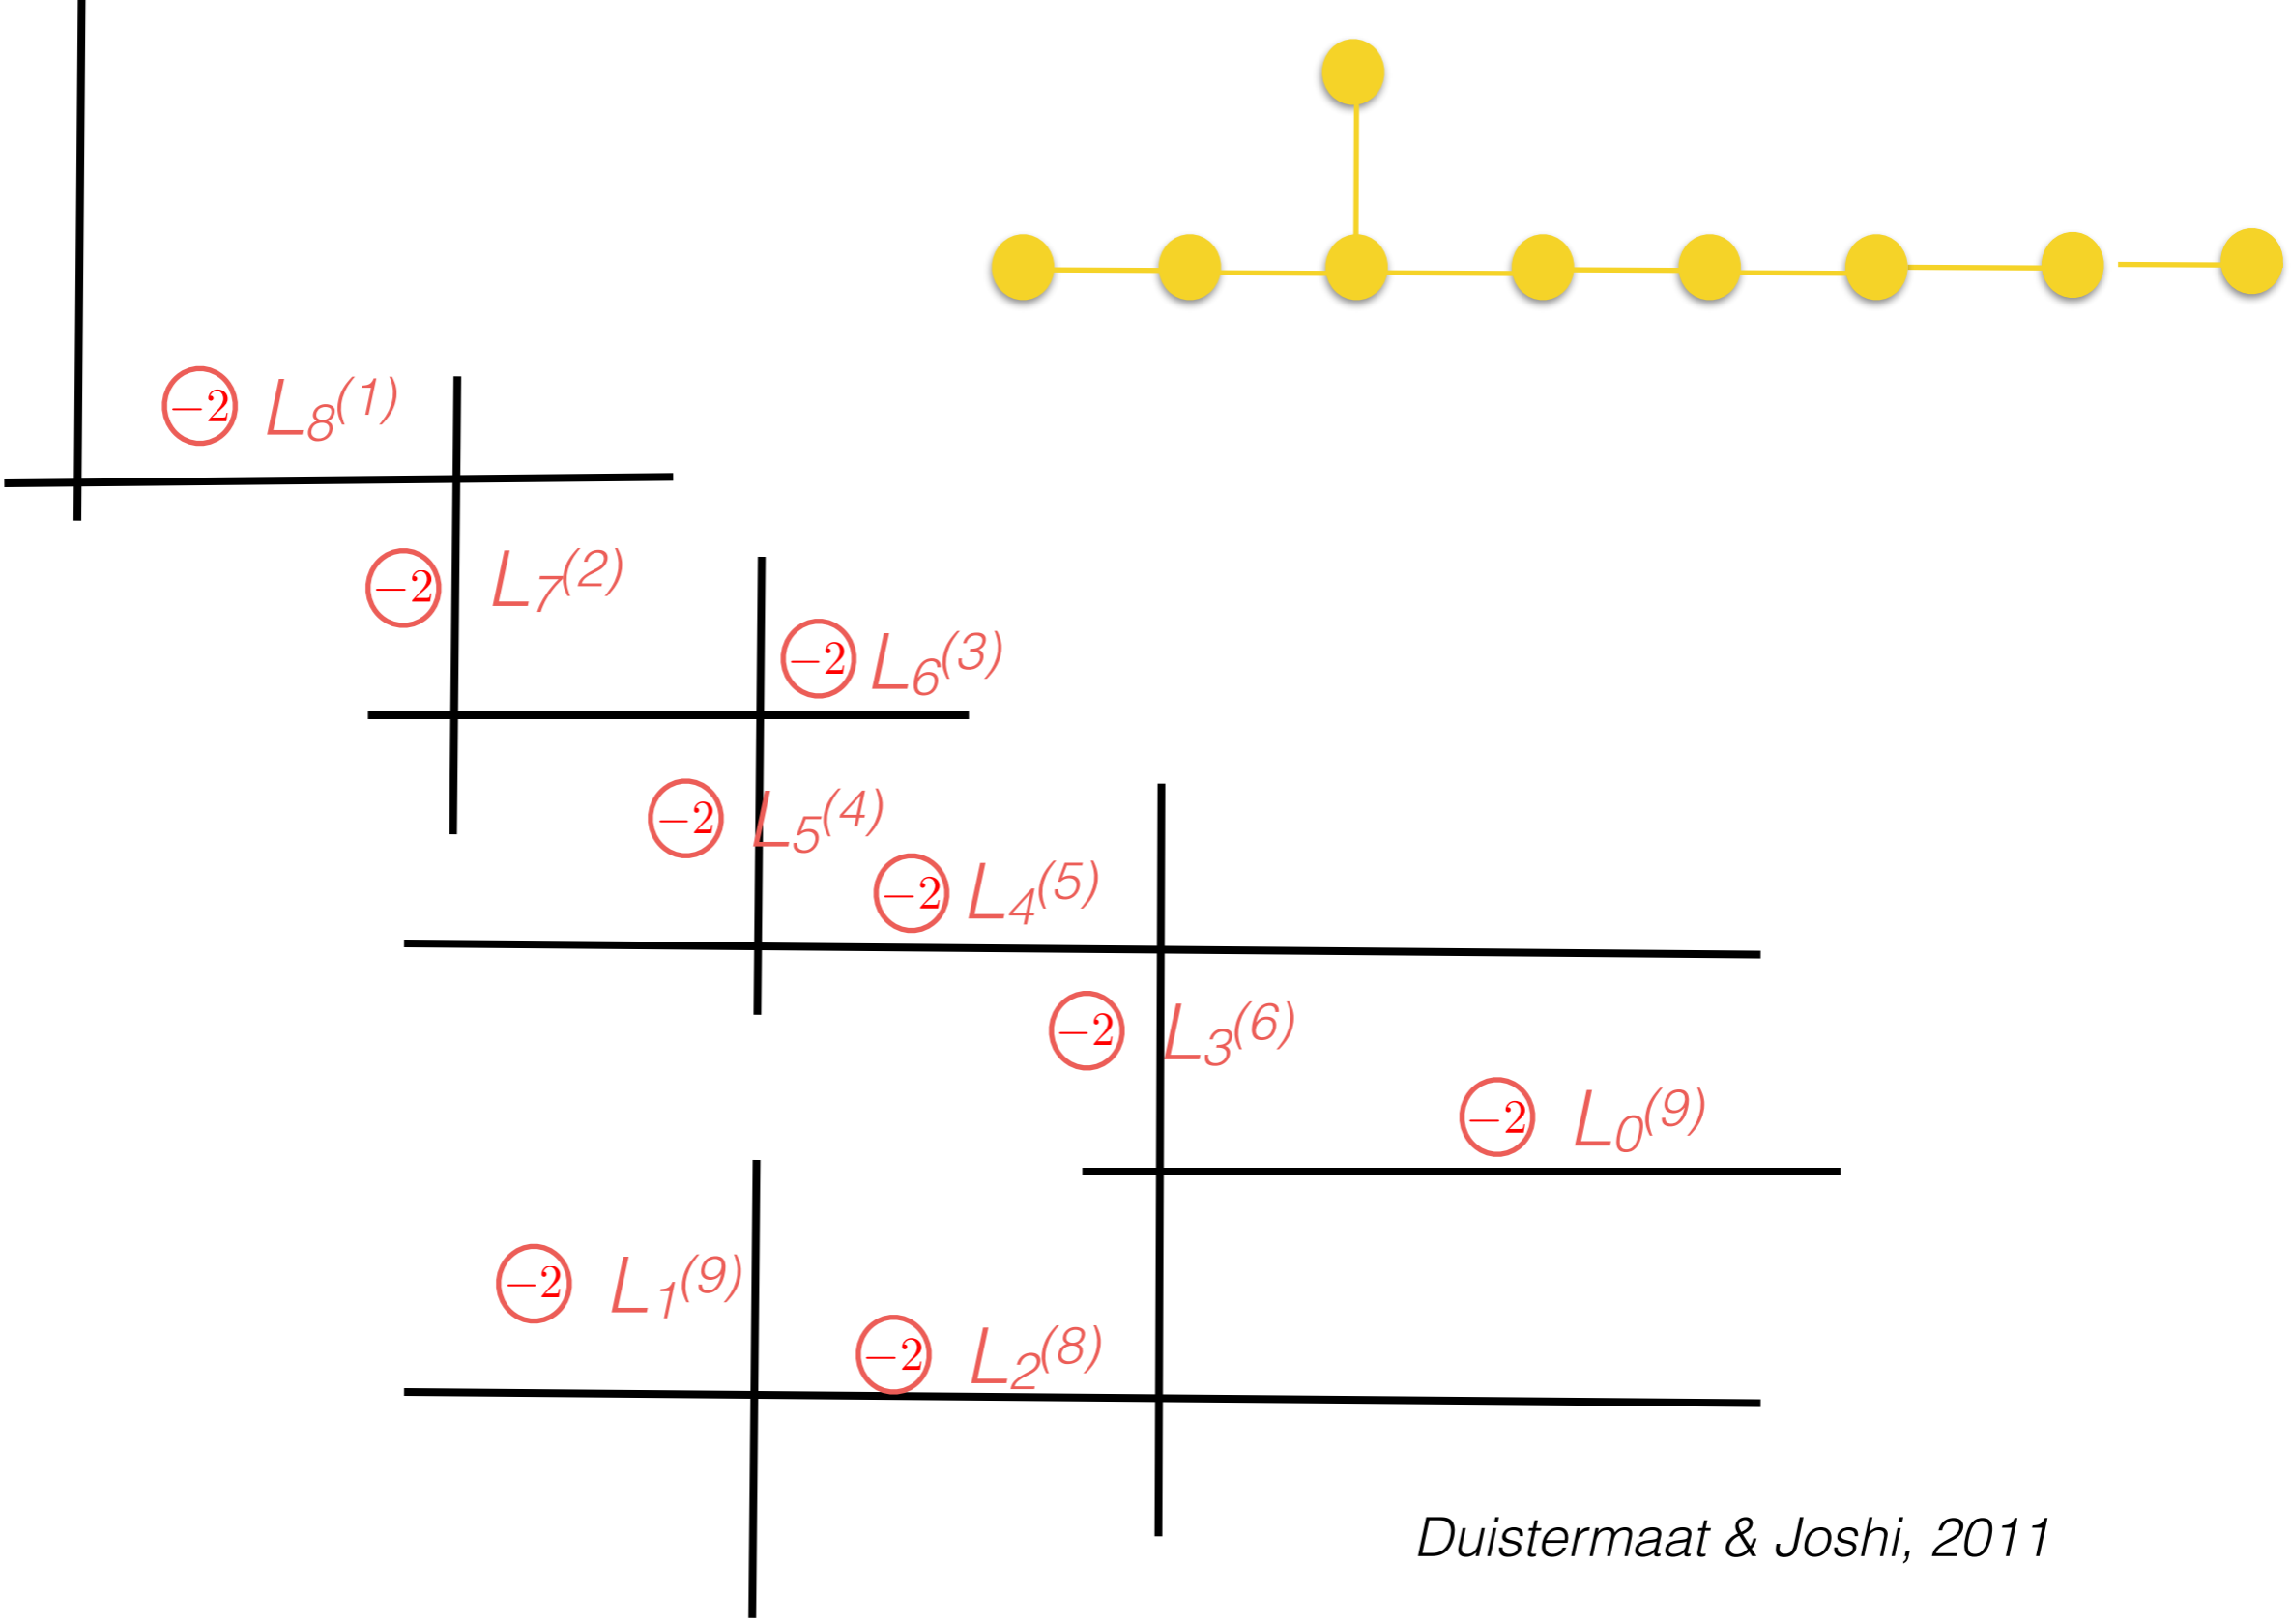 −2 L₈⁽¹⁾
−2 L₇⁽²⁾
−2 L₆⁽³⁾
−2 L₅⁽⁴⁾
−2 L₄⁽⁵⁾
−2 L₃⁽⁶⁾
−2 L₀⁽⁹⁾
−2 L₁⁽⁹⁾
−2 L₂⁽⁸⁾
Duistermaat & Joshi, 2011